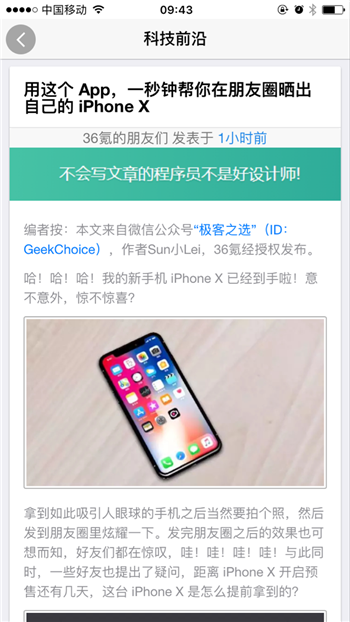 中国移动
09:43
科技前沿
用这个 App，一秒钟帮你在朋友圈晒出
自己的 iPhone X
36氪的朋友们 发表于 1小时前
不会写文章的程序员不是好设计师!
编者按：本文来自微信公众号“极客之选”（ID：
GeekChoice），作者Sun小Lei，36氪经授权发布。
哈！哈！哈！我的新手机 iPhone X 已经到手啦！意
不意外，惊不惊喜？
拿到如此吸引人眼球的手机之后当然要拍个照，然后
发到朋友圈里炫耀一下。发完朋友圈之后的效果也可
想而知，好友们都在惊叹，哇！哇！哇！哇！与此同
时，一些好友也提出了疑问，距离 iPhone X 开启预
售还有几天，这台 iPhone X 是怎么提前拿到的？